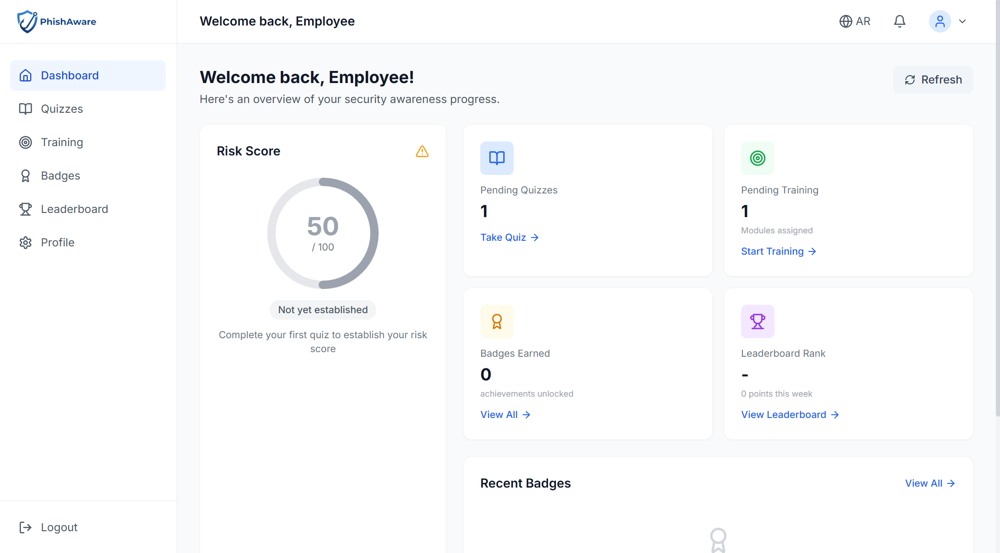 PhishAware
Welcome back, Employee
AR
Dashboard
Quizzes
Training
Badges
Leaderboard
Profile
Logout
Welcome back, Employee!
Here's an overview of your security awareness progress.
Refresh
Risk Score
50
/ 100
Not yet established
Complete your first quiz to establish your risk
score
Pending Quizzes
1
Take Quiz
Pending Training
1
Modules assigned
Start Training
Badges Earned
0
achievements unlocked
View All
Leaderboard Rank
-
0 points this week
View Leaderboard
Recent Badges
View All